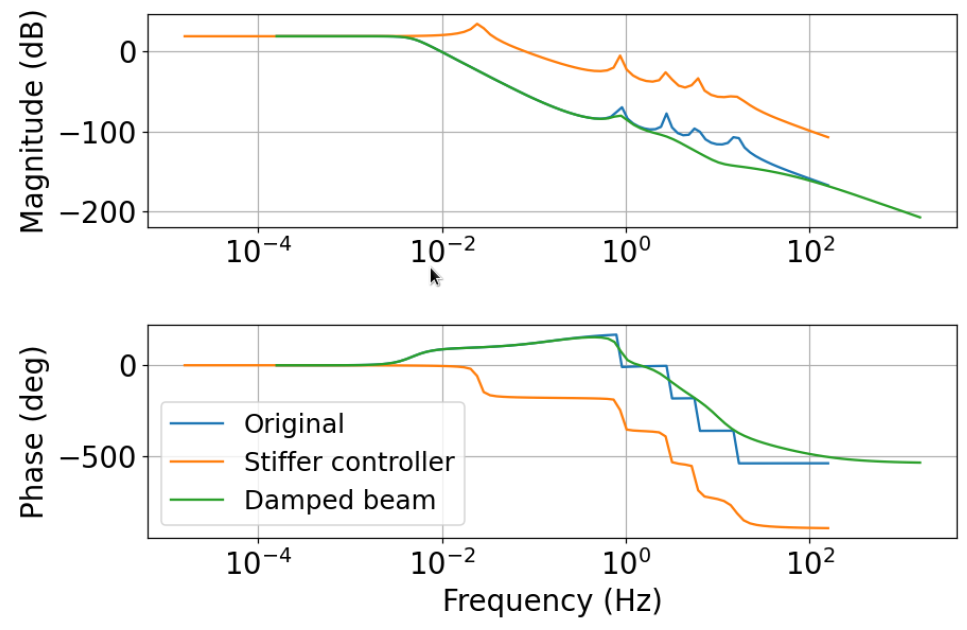 Magnitude (dB)
0
−100
−200
10⁻⁴ 10⁻² 10⁰ 10²
Phase (deg)
0
−500
Original
Stiffer controller
Damped beam
10⁻⁴ 10⁻² 10⁰ 10²
Frequency (Hz)